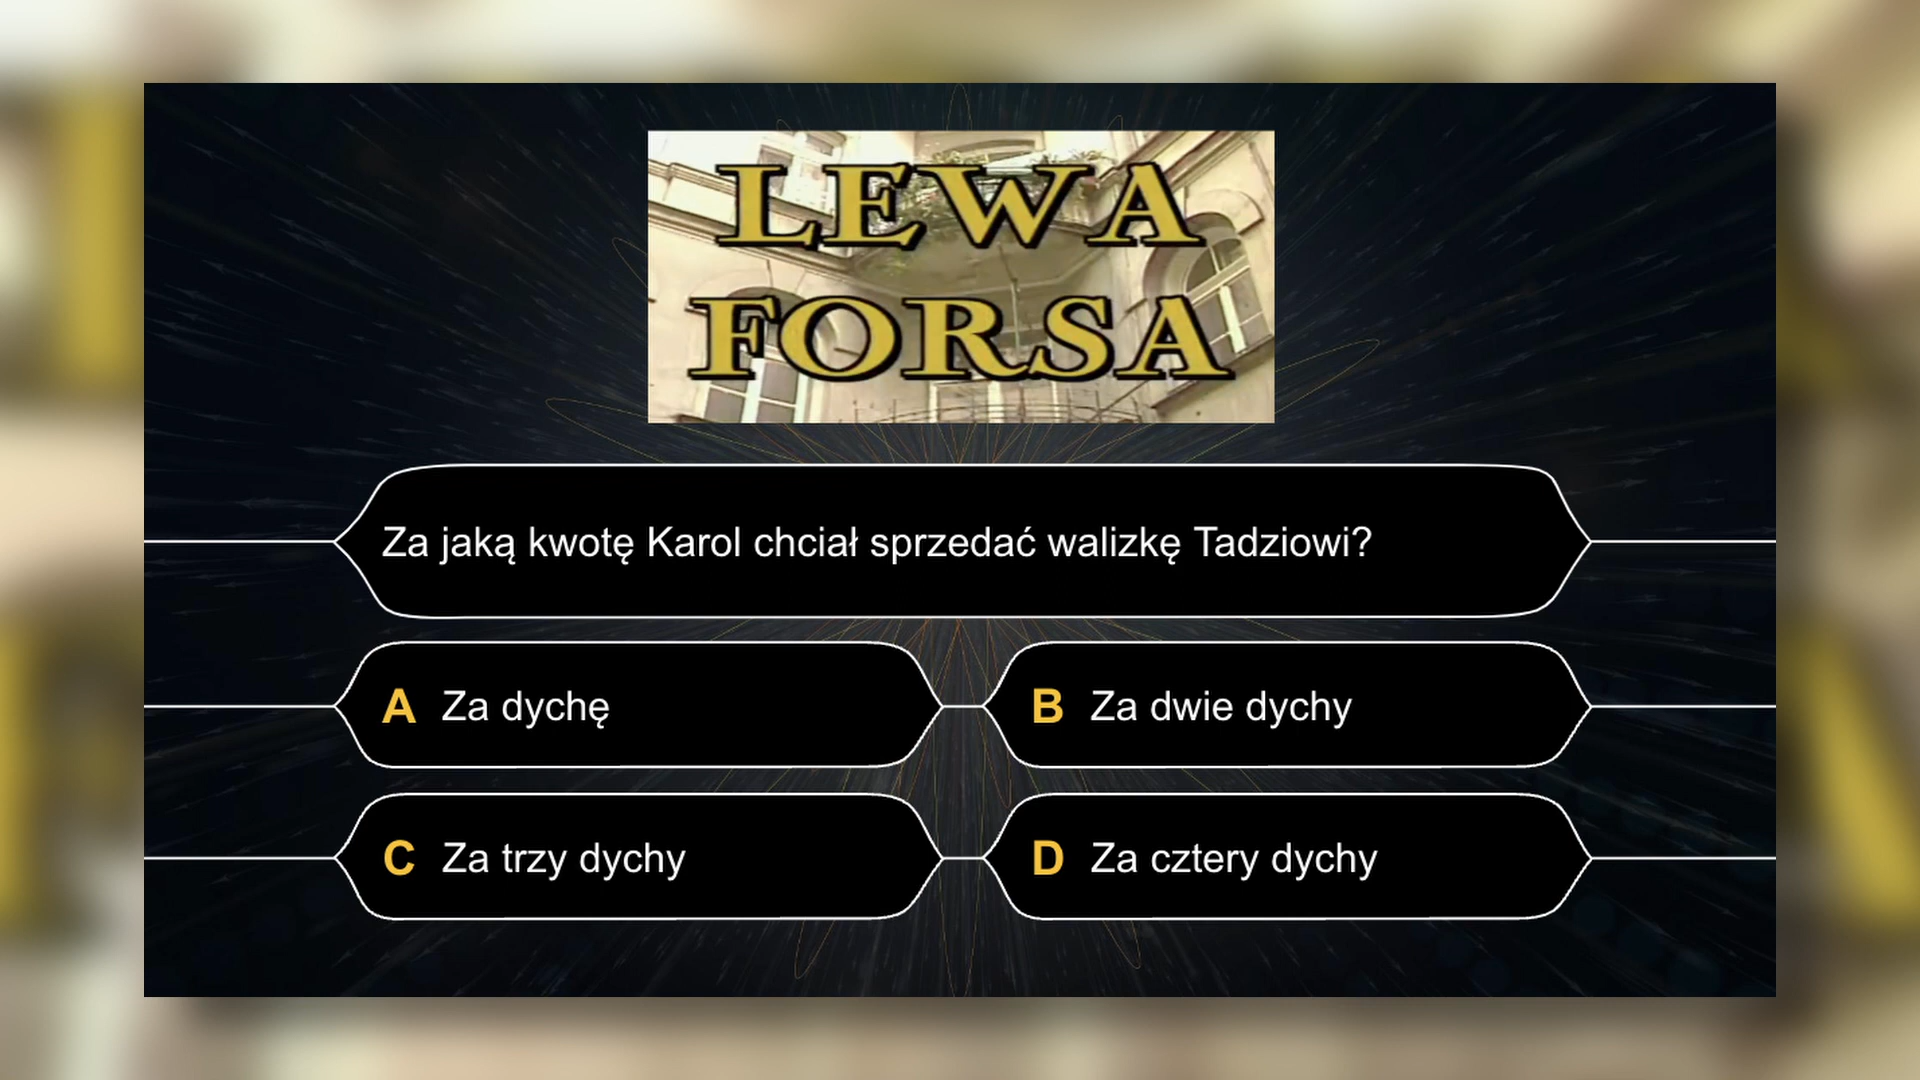 LEWA
FORSA
Za jaką kwotę Karol chciał sprzedać walizkę Tadziowi?
A Za dychę
B Za dwie dychy
C Za trzy dychy
D Za cztery dychy